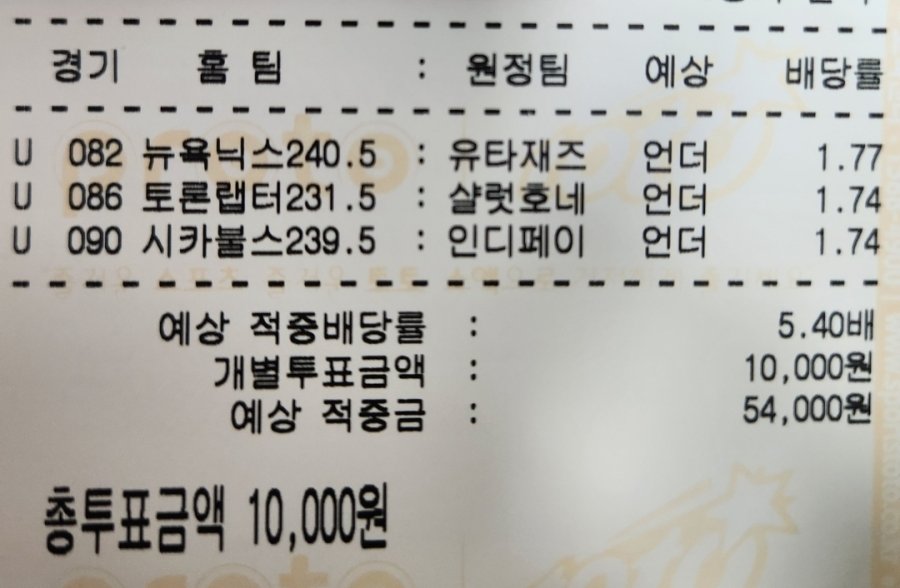 경기 홈 팀 : 원정팀 예상 배당률
U 082 뉴욕닉스240.5 : 유타재즈 언더 1.77
U 086 토론랩터231.5 : 샬럿호네 언더 1.74
U 090 시카불스239.5 : 인디페이 언더 1.74
예상 적중배당률 : 5.40배
개별투표금액 : 10,000원
예상 적중금 : 54,000원
총투표금액 10,000원